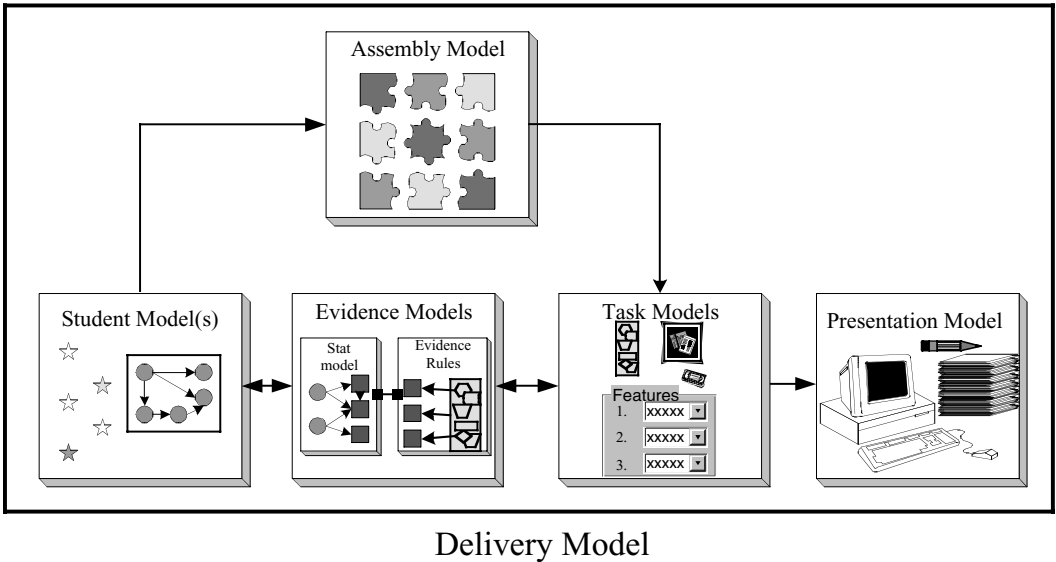 Assembly Model
Student Model(s)
Evidence Models
Stat
model
Evidence
Rules
Task Models
Features
1. xxxxx
2. xxxxx
3. xxxxx
Presentation Model
Delivery Model